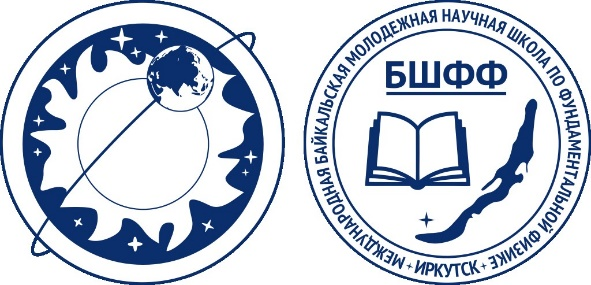 МЕЖДУНАРОДНАЯ БАЙКАЛЬСКАЯ МОЛОДЕЖНАЯ НАУЧНАЯ ШКОЛА ПО ФУНДАМЕНТАЛЬНОЙ ФИЗИКЕ
БШФФ
ИРКУТСК